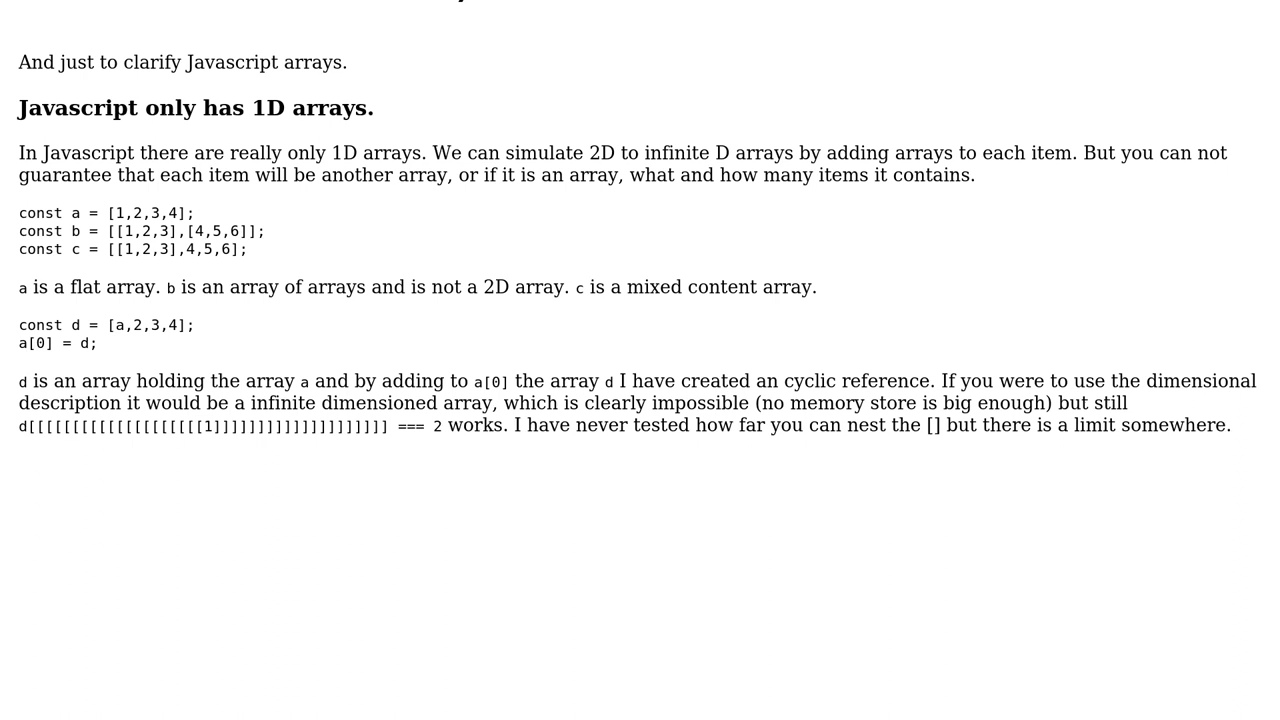 And just to clarify Javascript arrays.
Javascript only has 1D arrays.
In Javascript there are really only 1D arrays. We can simulate 2D to infinite D arrays by adding arrays to each item. But you can not
guarantee that each item will be another array, or if it is an array, what and how many items it contains.
const a = [1,2,3,4];
const b = [[1,2,3],[4,5,6]];
const c = [[1,2,3],4,5,6];
a is a flat array. b is an array of arrays and is not a 2D array. c is a mixed content array.
const d = [a,2,3,4];
a[0] = d;
d is an array holding the array a and by adding to a[0] the array d I have created an cyclic reference. If you were to use the dimensional
description it would be a infinite dimensioned array, which is clearly impossible (no memory store is big enough) but still
d[[[[[[[[[[[[[[[[[[[[1]]]]]]]]]]]]]]]]]]]] === 2 works. I have never tested how far you can nest the [] but there is a limit somewhere.